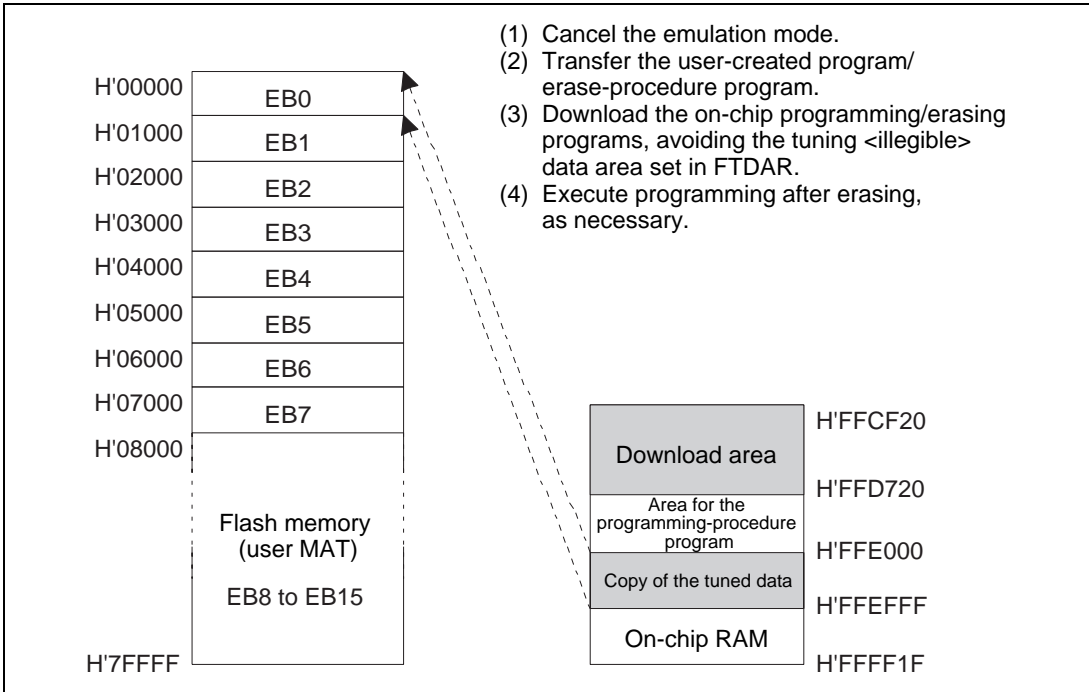 (1) Cancel the emulation mode.
(2) Transfer the user-created program/
erase-procedure program.
(3) Download the on-chip programming/erasing
programs, avoiding the tuning <illegible>
data area set in FTDAR.
(4) Execute programming after erasing,
as necessary.
H'00000
EB0
H'01000
EB1
H'02000
EB2
H'03000
EB3
H'04000
EB4
H'05000
EB5
H'06000
EB6
H'07000
EB7
H'08000
Flash memory
(user MAT)
EB8 to EB15
H'7FFFF
H'FFCF20
Download area
H'FFD720
Area for the
programming-procedure
program
H'FFE000
Copy of the tuned data
H'FFEFFF
On-chip RAM
H'FFFF1F